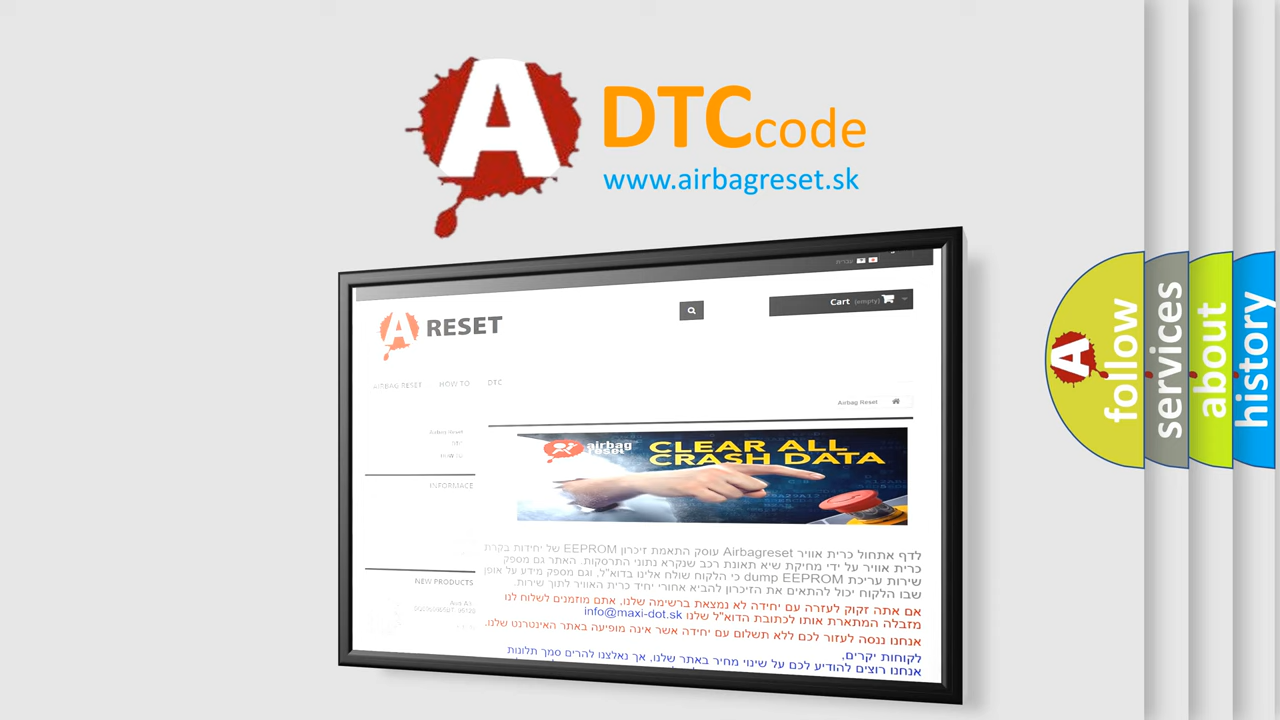 A
DTCcode
www.airbagreset.sk
עברית
Cart (empty)
A RESET
AIRBAG RESET HOW TO DTC
Airbag Reset
Airbag Reset
DTC
HOW TO
INFORMACE
airbag
reset
CLEAR ALL
CRASH DATA
לדף אתחול כרית אוויר Airbagreset עוסק התאמת זיכרון EEPROM של יחידות בקרת
כרית אוויר על ידי מחיקת שיא תאונת רכב שנקרא נתוני התרסקות. האתר גם מספק
שירות עריכת dump EEPROM כי הלקוח שולח אלינו בדוא"ל. וגם מספק מידע על אופן
שבו הלקוח יכול להתאים את הזיכרון להביא אחורי יחיד כרית האוויר לתוך שירות.
אם אתה זקוק לעזרה עם יחידה לא נמצאת ברשימה שלנו, אתם מוזמנים לשלוח לנו
מזבלה המתארת אותו לכתובת הדוא"ל שלנו info@maxi-dot.sk
אנחנו ננסה לעזור לכם ללא תשלום עם יחידה אשר אינה מופיעה באתר האינטרנט שלנו.
לקוחות יקרים,
אנחנו רוצים להודיע לכם על שינוי מחיר באתר שלנו, אך נאלצנו להרים סמך תלונות
NEW PRODUCTS
A
follow
services
about
history